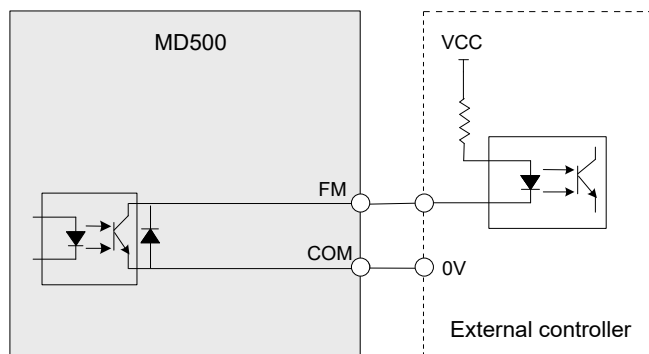 MD500
VCC
FM
COM
0V
External controller